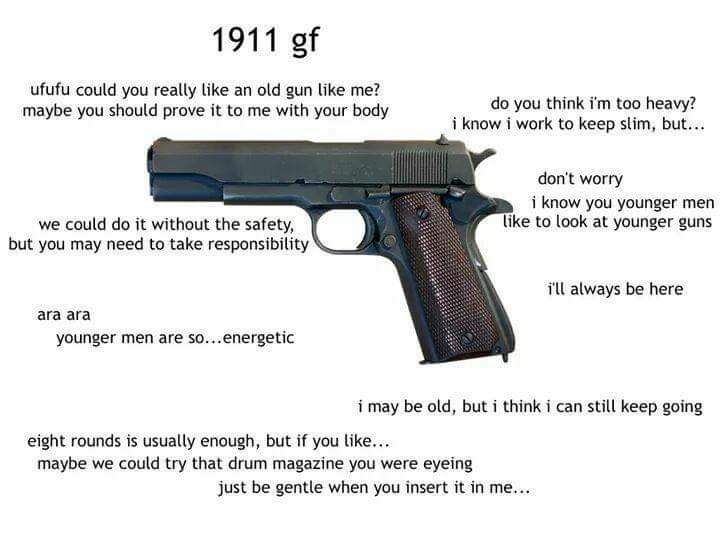 1911 gf
ufufu could you really like an old gun like me?
maybe you should prove it to me with your body
do you think i'm too heavy?
i know i work to keep slim, but...
don't worry
i know you younger men
like to look at younger guns
we could do it without the safety,
but you may need to take responsibility
i'll always be here
ara ara
younger men are so...energetic
i may be old, but i think i can still keep going
eight rounds is usually enough, but if you like...
maybe we could try that drum magazine you were eyeing
just be gentle when you insert it in me...